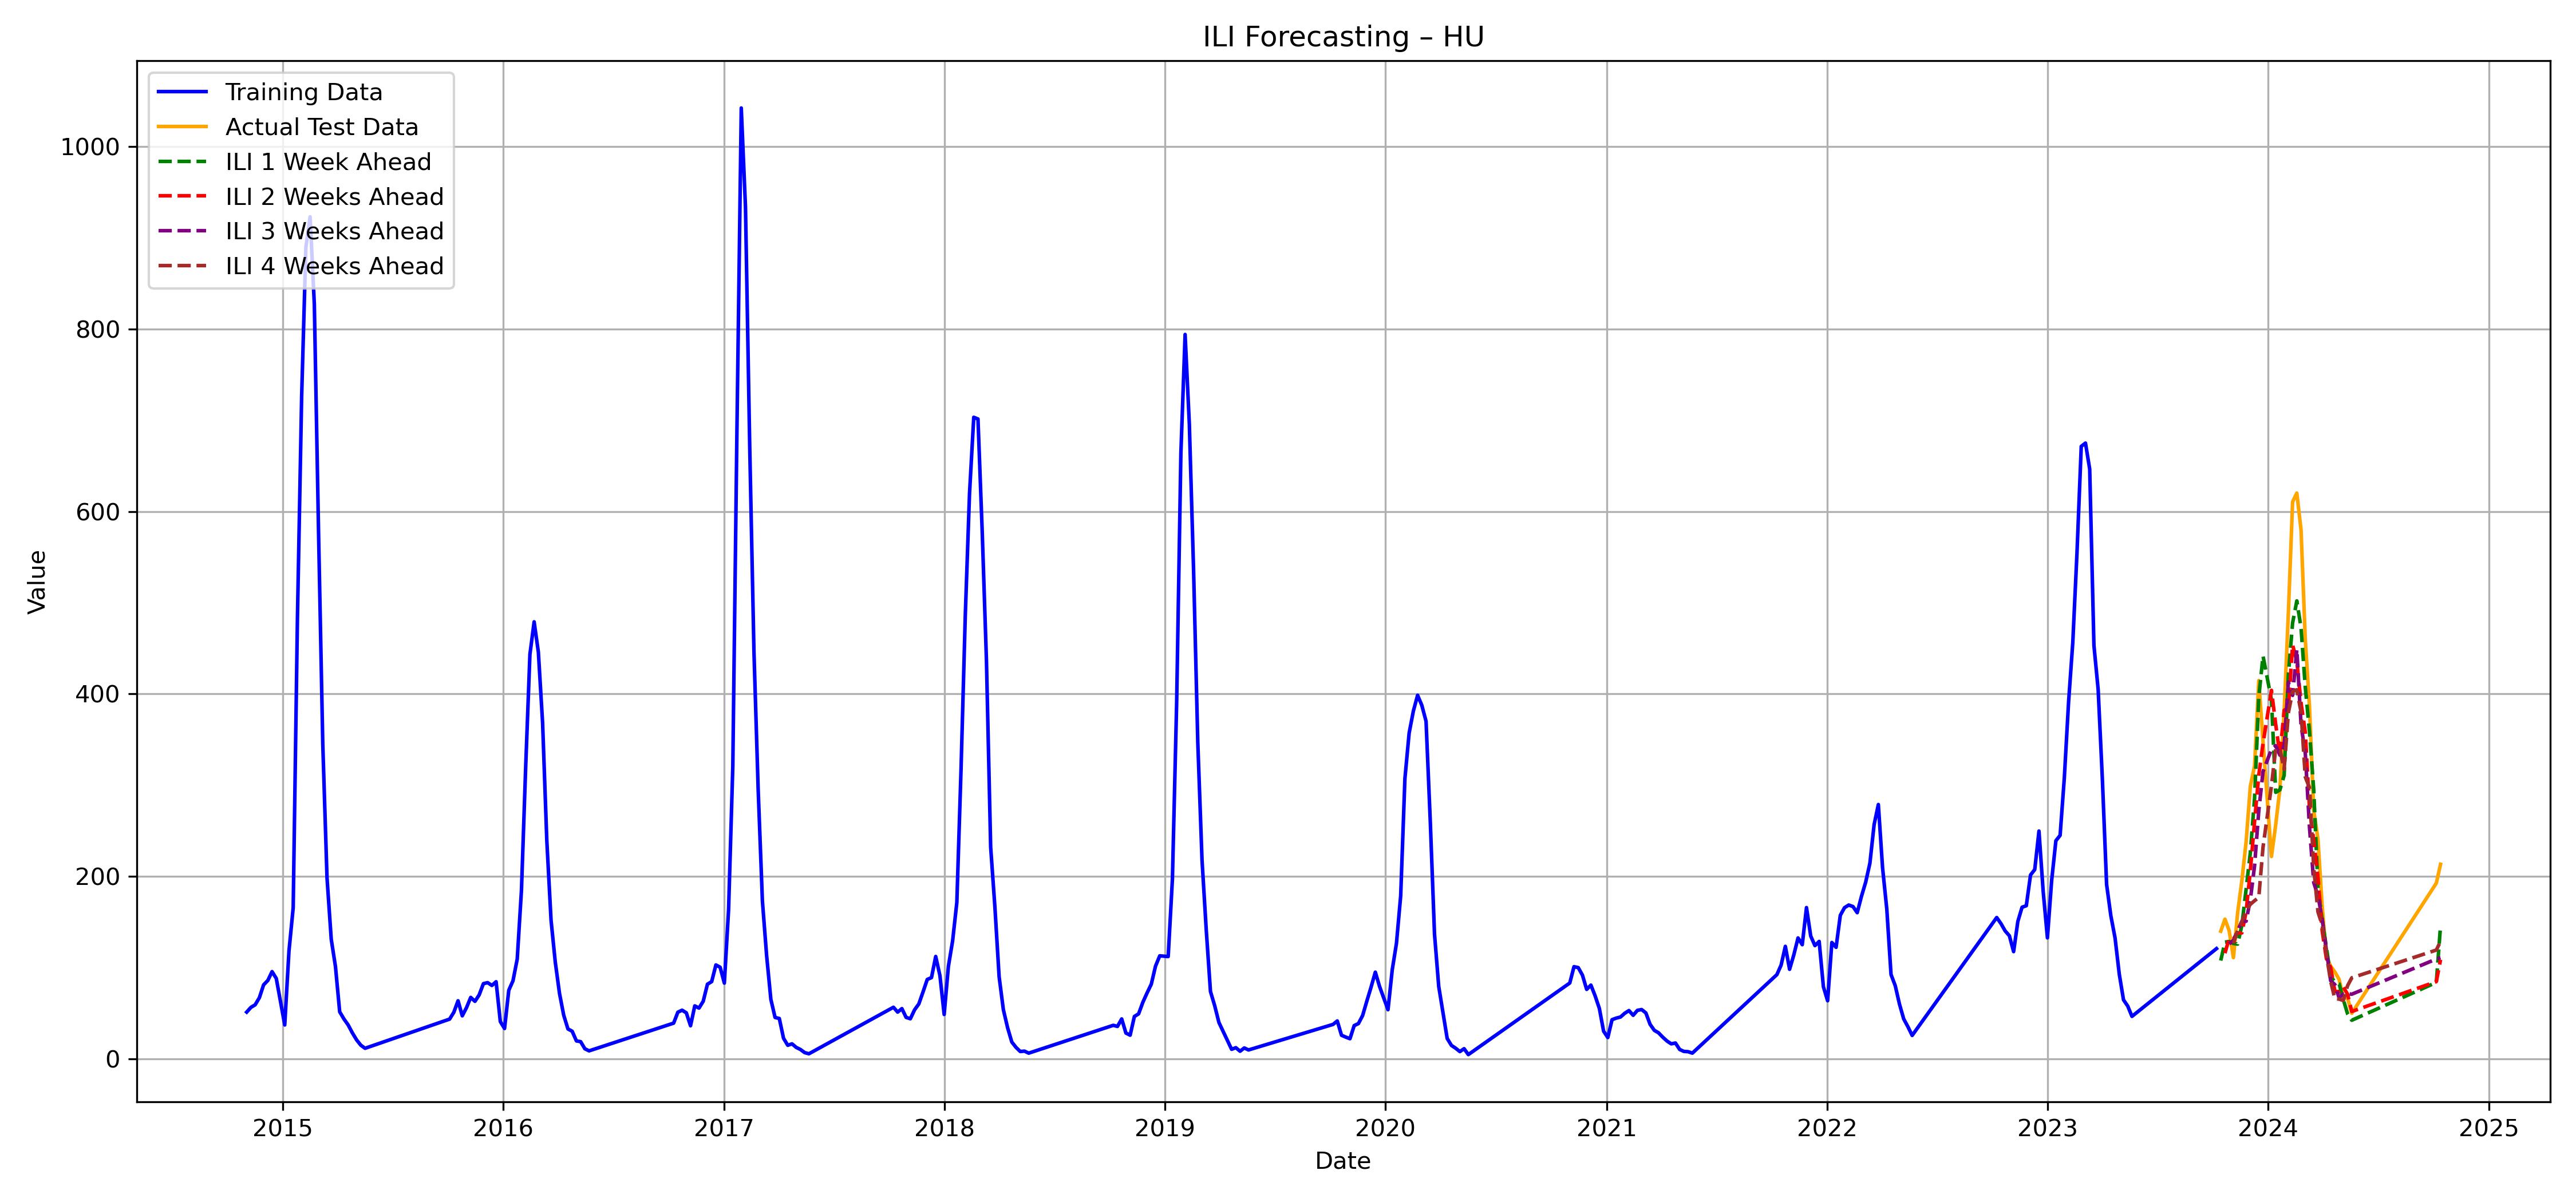 ILI Forecasting – HU
Training Data
Actual Test Data
ILI 1 Week Ahead
ILI 2 Weeks Ahead
ILI 3 Weeks Ahead
ILI 4 Weeks Ahead
1000
800
600
400
200
0
Value
2015 2016 2017 2018 2019 2020 2021 2022 2023 2024 2025
Date